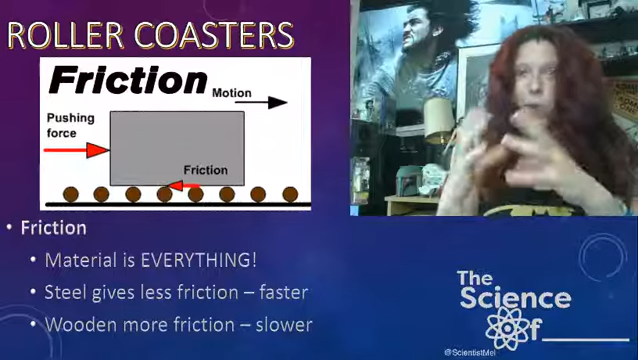 ROLLER COASTERS
Friction
Motion
Pushing
force
Friction
• Friction
• Material is EVERYTHING!
• Steel gives less friction – faster
• Wooden more friction – slower
The
Science
Of______
@ScientistMel